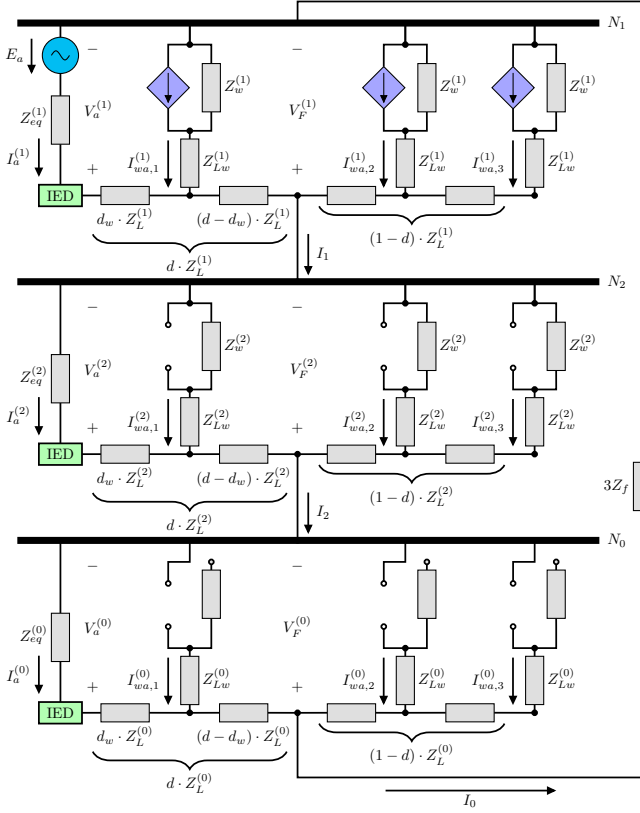 N_1
E_a
−
−
Z_w^{(1)}
Z_w^{(1)}
Z_w^{(1)}
Z_{eq}^{(1)}
V_a^{(1)}
V_F^{(1)}
I_a^{(1)}
+
I_{wa,1}^{(1)}
Z_{Lw}^{(1)}
+
I_{wa,2}^{(1)}
Z_{Lw}^{(1)}
I_{wa,3}^{(1)}
Z_{Lw}^{(1)}
IED
d_w · Z_L^{(1)}
(d − d_w) · Z_L^{(1)}
(1 − d) · Z_L^{(1)}
d · Z_L^{(1)}
I_1
N_2
−
−
Z_w^{(2)}
Z_w^{(2)}
Z_w^{(2)}
Z_{eq}^{(2)}
V_a^{(2)}
V_F^{(2)}
I_a^{(2)}
+
I_{wa,1}^{(2)}
Z_{Lw}^{(2)}
+
I_{wa,2}^{(2)}
Z_{Lw}^{(2)}
I_{wa,3}^{(2)}
Z_{Lw}^{(2)}
IED
d_w · Z_L^{(2)}
(d − d_w) · Z_L^{(2)}
(1 − d) · Z_L^{(2)}
3Z_f
d · Z_L^{(2)}
I_2
N_0
−
−
Z_{eq}^{(0)}
V_a^{(0)}
V_F^{(0)}
I_a^{(0)}
+
I_{wa,1}^{(0)}
Z_{Lw}^{(0)}
+
I_{wa,2}^{(0)}
Z_{Lw}^{(0)}
I_{wa,3}^{(0)}
Z_{Lw}^{(0)}
IED
d_w · Z_L^{(0)}
(d − d_w) · Z_L^{(0)}
(1 − d) · Z_L^{(0)}
d · Z_L^{(0)}
I_0